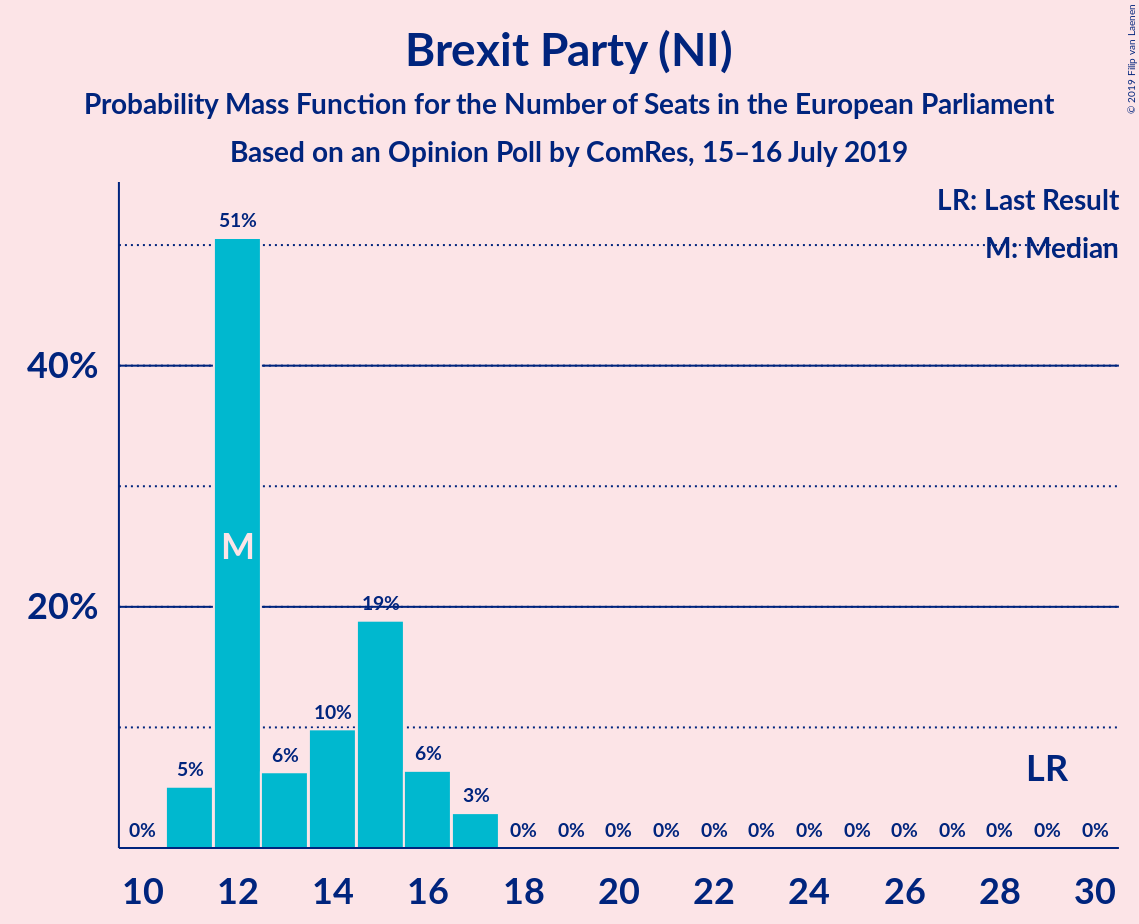 Brexit Party (NI)
Probability Mass Function for the Number of Seats in the European Parliament
Based on an Opinion Poll by ComRes, 15–16 July 2019
© 2019 Filip van Laenen
LR: Last Result
M: Median
51%
40%
M
20%
19%
10%
6%
6%
5%
LR
3%
0%
0% 0% 0% 0% 0% 0% 0% 0% 0% 0% 0% 0% 0%
10 12 14 16 18 20 22 24 26 28 30